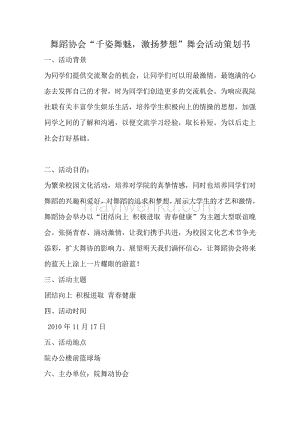 舞蹈协会“千姿舞魅，激扬梦想”舞会活动策划书
一、活动背景
为同学们提供交流聚会的机会，让同学们可以用最激情，最饱满的心
态去发挥自己的才智，时为同学们创造更多的交流机会。为响应我院
社联有关丰富学生娱乐生活，培养学生积极向上的情操的思想，加强
同学之间的了解和沟通，以便交流学习经验，取长补短，为以后走上
社会打好基础。
二、活动目的：
为繁荣校园文化活动，培养对学院的真挚情感，同时也培养同学们对
舞蹈的兴趣和爱好，对舞蹈的追求和梦想，展示大学生的才艺和魅力。
舞蹈协会举办以“团结向上 积极进取 青春健康”为主题大型联谊晚
会。张扬青春、涌动激情，让我们携手共进，为校园文化艺术节争光
添彩，扩大舞协的影响力。展望明天我们满怀信心，让舞蹈协会将来
的蓝天上涂上一片耀眼的蔚蓝！
三、活动主题
团结向上 积极进取 青春健康
四、活动时间
2010 年 11 月 17 日
五、活动地点
院办公楼前篮球场
六、主办单位：院舞动协会